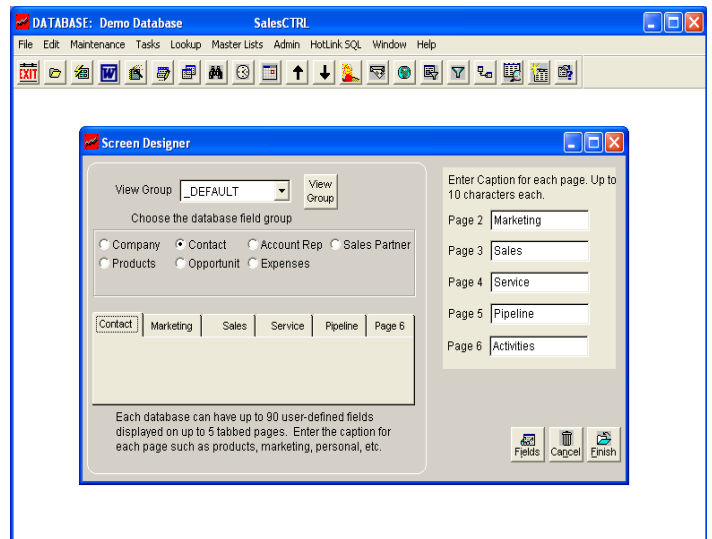 DATABASE: Demo Database SalesCTRL
File Edit Maintenance Tasks Lookup Master Lists Admin HotLink SQL Window Help
EXIT
Screen Designer
View Group _DEFAULT View Group
Choose the database field group
Company Contact Account Rep Sales Partner
Products Opportunit Expenses
Contact Marketing Sales Service Pipeline Page 6
Each database can have up to 90 user-defined fields
displayed on up to 5 tabbed pages. Enter the caption for
each page such as products, marketing, personal, etc.
Enter Caption for each page. Up to
10 characters each.
Page 2 Marketing
Page 3 Sales
Page 4 Service
Page 5 Pipeline
Page 6 Activities
Fields Cancel Finish